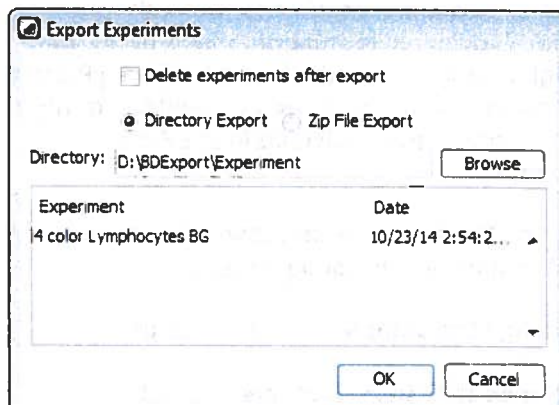 Export Experiments
Delete experiments after export
Directory Export Zip File Export
Directory: D:\BDExport\Experiment Browse
Experiment Date
4 color Lymphocytes BG 10/23/14 2:54:2...
OK Cancel